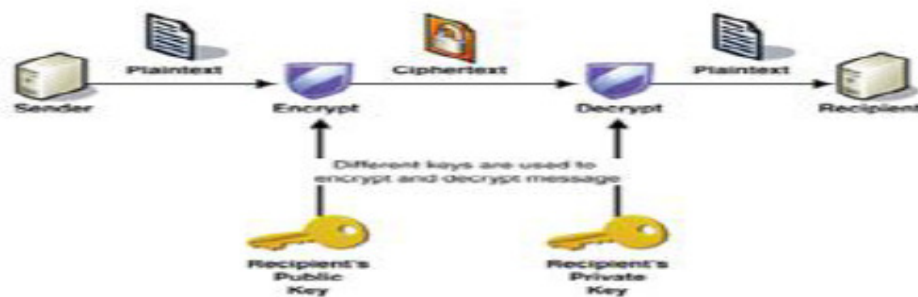 Plaintext
Ciphertext
Plaintext
Sender
Encrypt
Decrypt
Recipient
Different keys are used to
encrypt and decrypt message
Recipient's
Public
Key
Recipient's
Private
Key